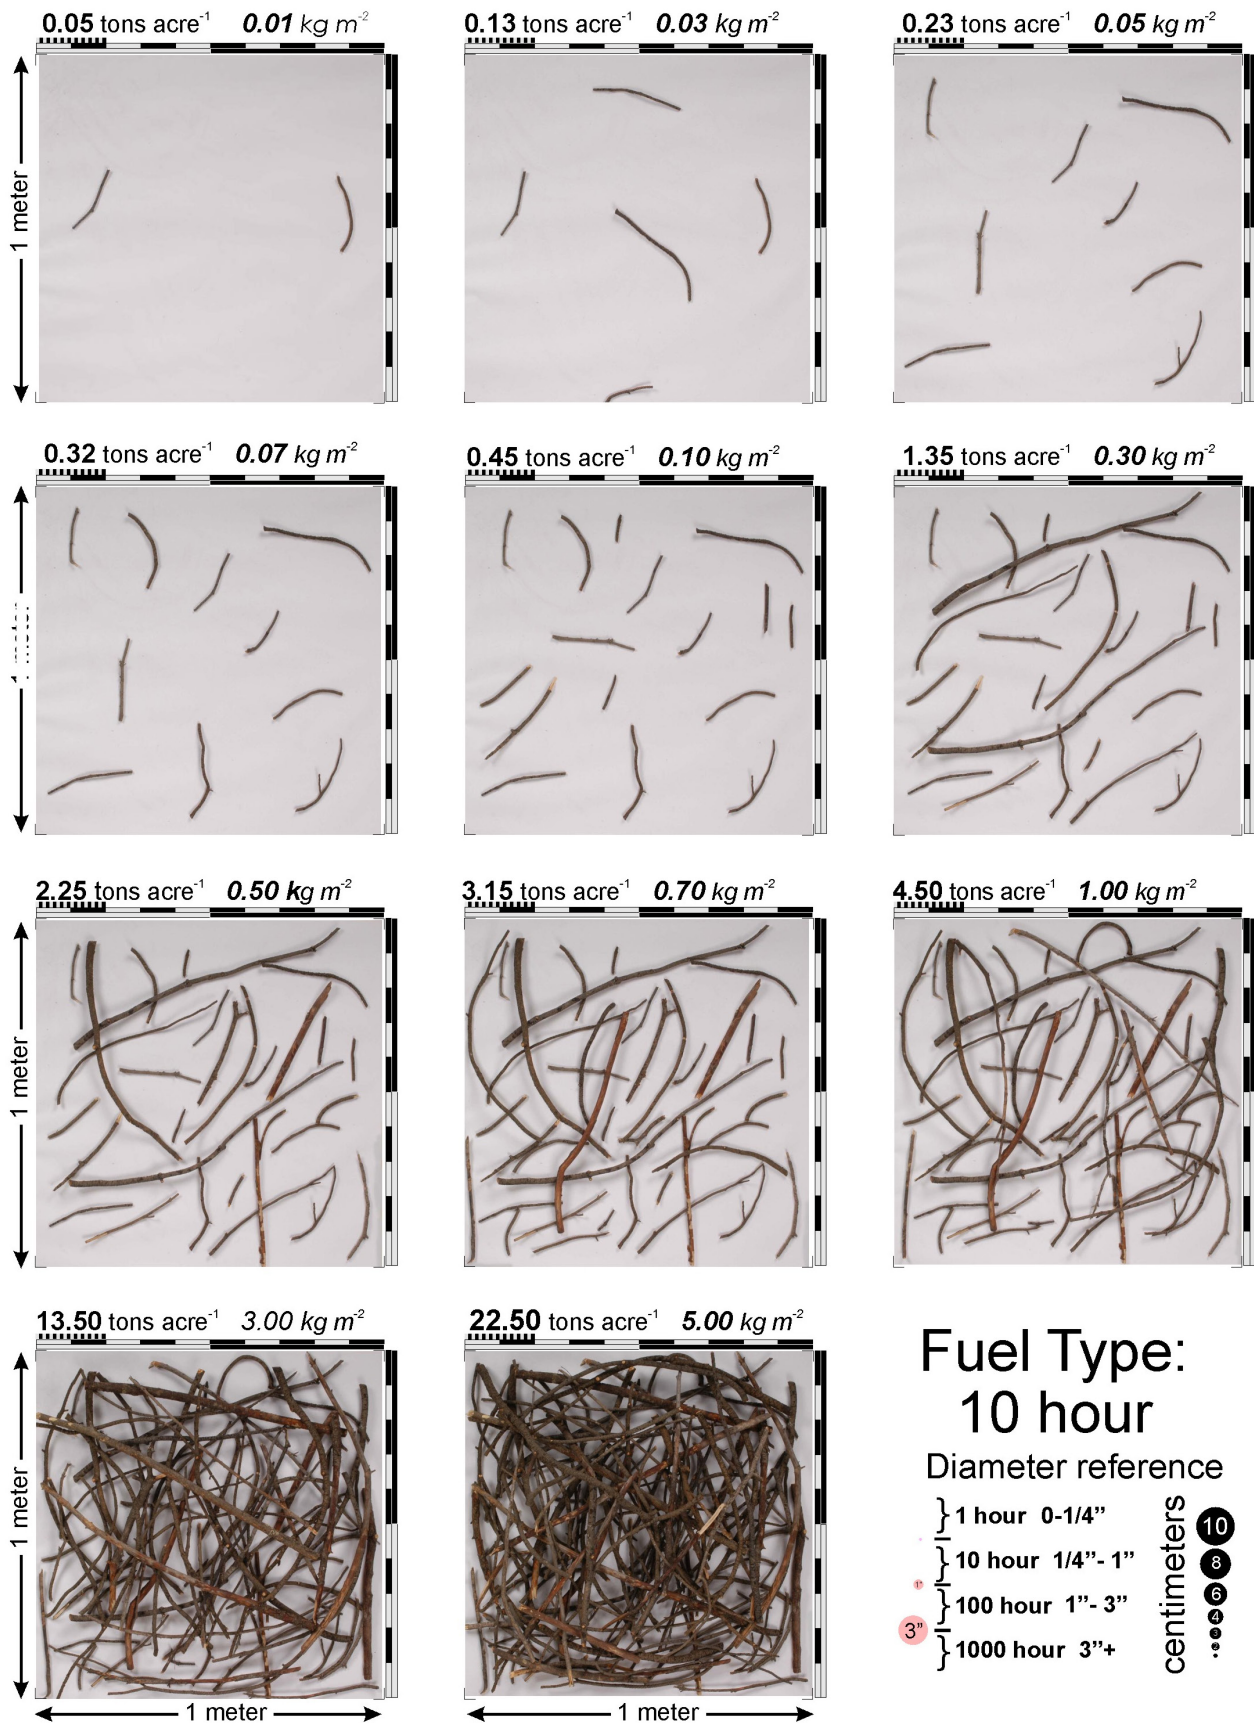 0.05 tons acre⁻¹ 0.01 kg m⁻²
0.13 tons acre⁻¹ 0.03 kg m⁻²
0.23 tons acre⁻¹ 0.05 kg m⁻²
1 meter
0.32 tons acre⁻¹ 0.07 kg m⁻²
0.45 tons acre⁻¹ 0.10 kg m⁻²
1.35 tons acre⁻¹ 0.30 kg m⁻²
1 meter
2.25 tons acre⁻¹ 0.50 kg m⁻²
3.15 tons acre⁻¹ 0.70 kg m⁻²
4.50 tons acre⁻¹ 1.00 kg m⁻²
1 meter
13.50 tons acre⁻¹ 3.00 kg m⁻²
22.50 tons acre⁻¹ 5.00 kg m⁻²
1 meter
1 meter
1 meter
Fuel Type:
10 hour
Diameter reference
1 hour 0-1/4”
10 hour 1/4”- 1”
100 hour 1”- 3”
1000 hour 3”+
1"
3”
centimeters
10
8
6
4
3
2